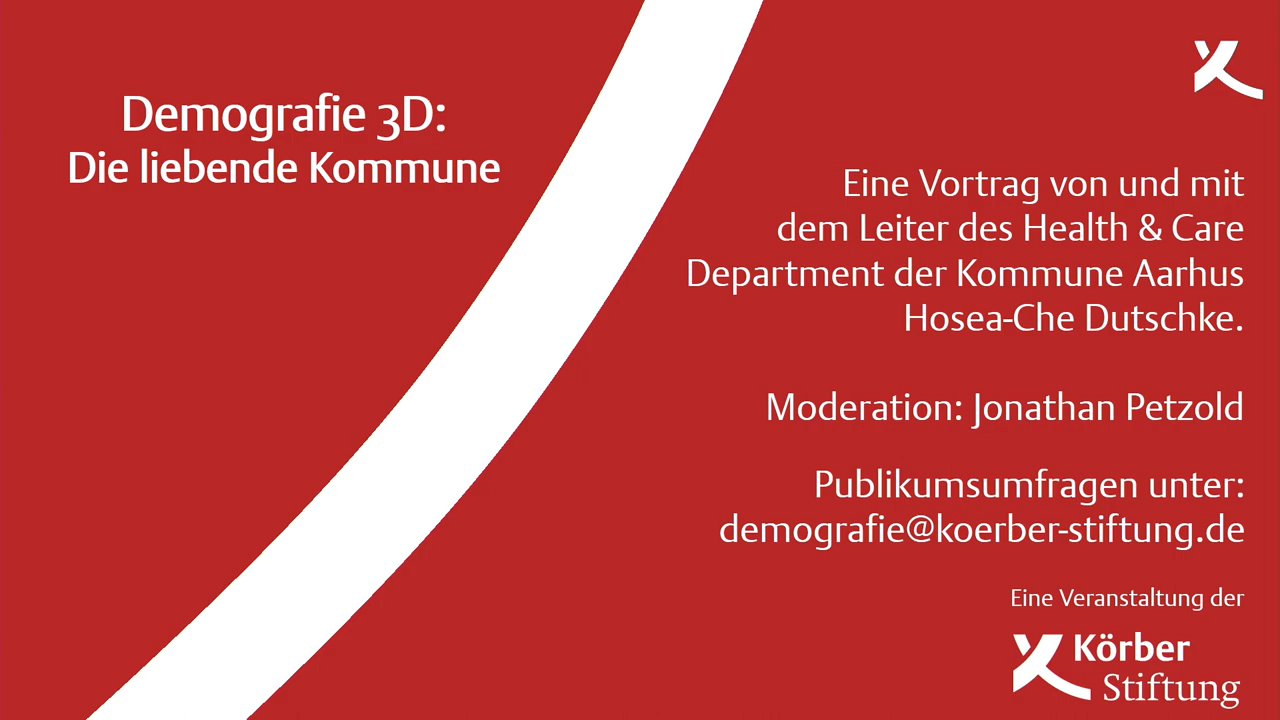 Demografie 3D:
Die liebende Kommune
Eine Vortrag von und mit
dem Leiter des Health & Care
Department der Kommune Aarhus
Hosea-Che Dutschke.
Moderation: Jonathan Petzold
Publikumsumfragen unter:
demografie@koerber-stiftung.de
Eine Veranstaltung der
Körber
Stiftung